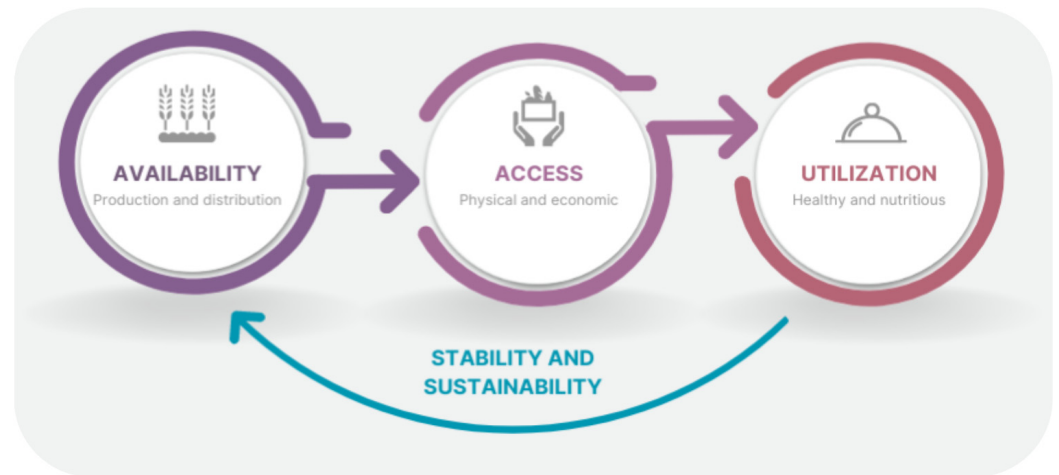 AVAILABILITY
Production and distribution
ACCESS
Physical and economic
UTILIZATION
Healthy and nutritious
STABILITY AND
SUSTAINABILITY